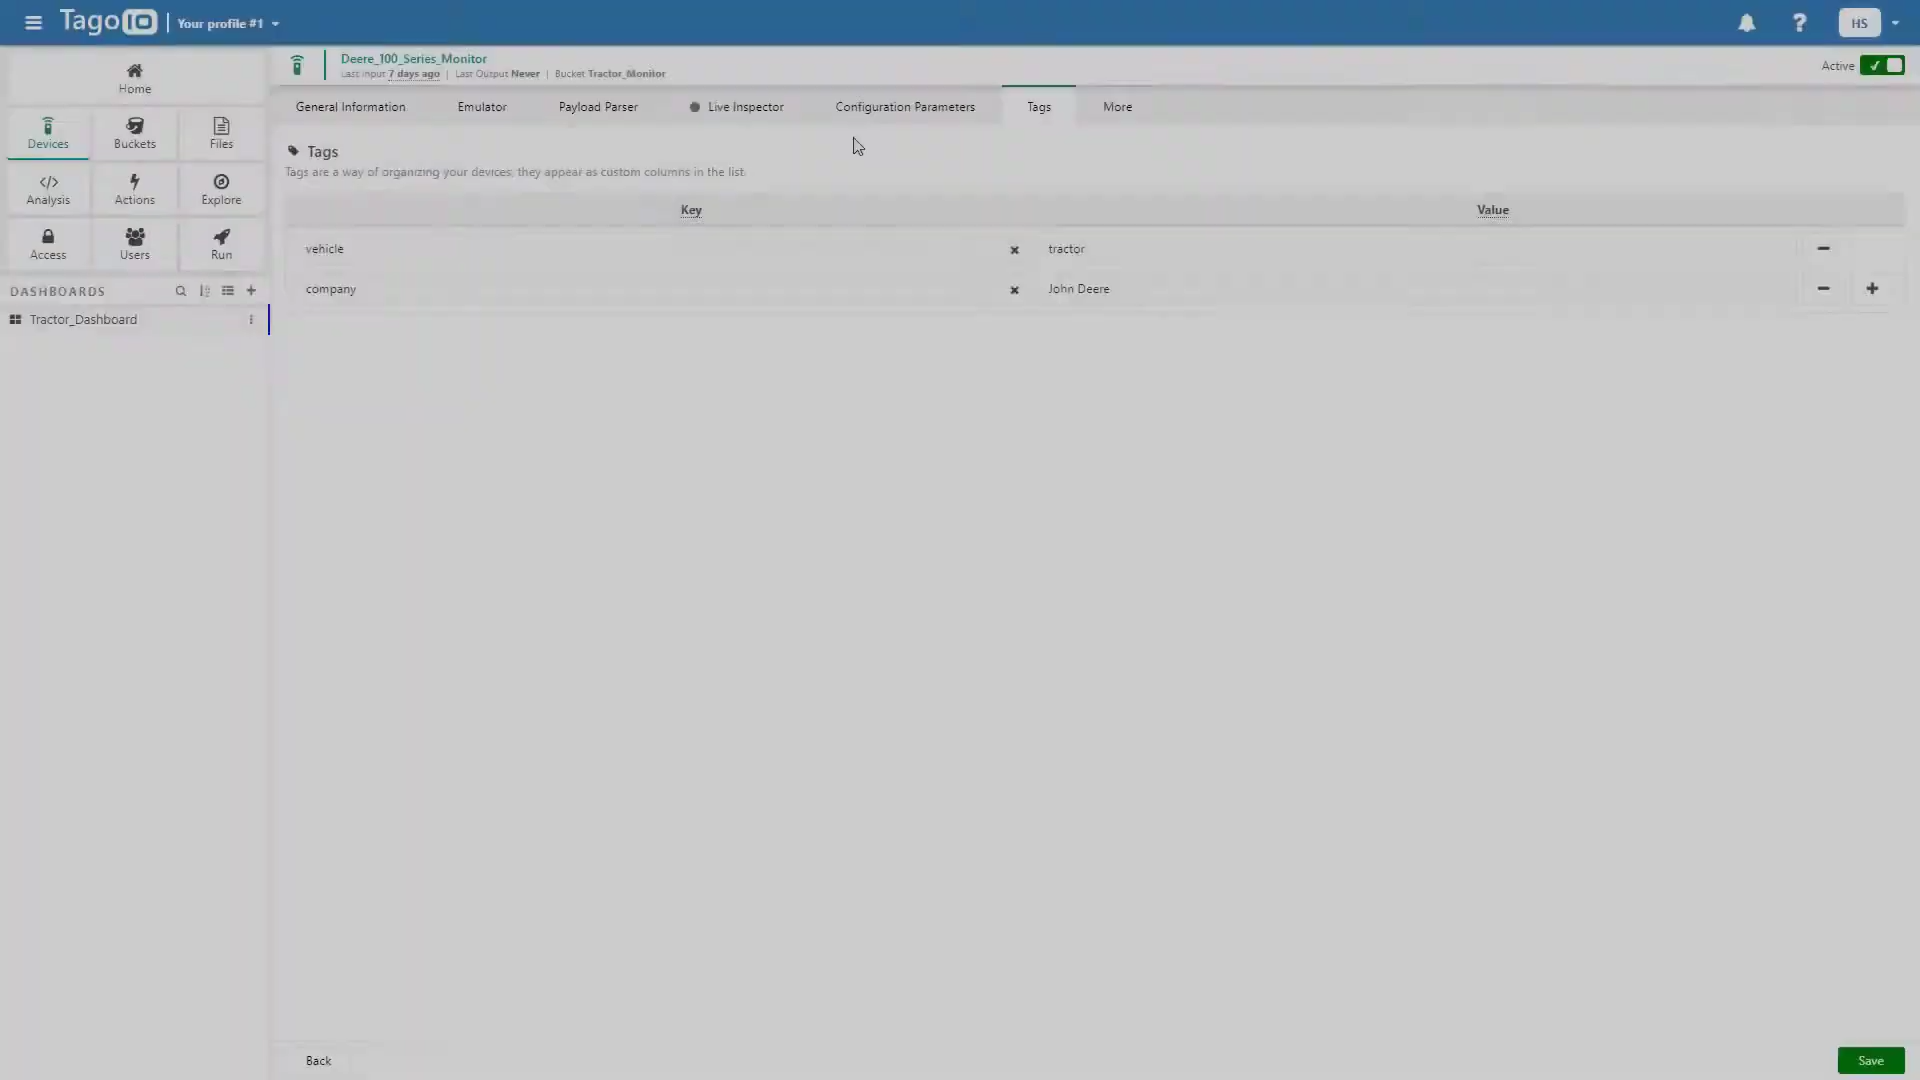 TagoIO
Your profile #1
HS
Home
Devices
Buckets
Files
Analysis
Actions
Explore
Access
Users
Run
DASHBOARDS
Tractor_Dashboard
Deere_100_Series_Monitor
Last Input 7 days ago | Last Output Never | Bucket Tractor_Monitor
Active
General Information
Emulator
Payload Parser
Live Inspector
Configuration Parameters
Tags
More
Tags
Tags are a way of organizing your devices, they appear as custom columns in the list.
Key
Value
vehicle
tractor
company
John Deere
Back
Save